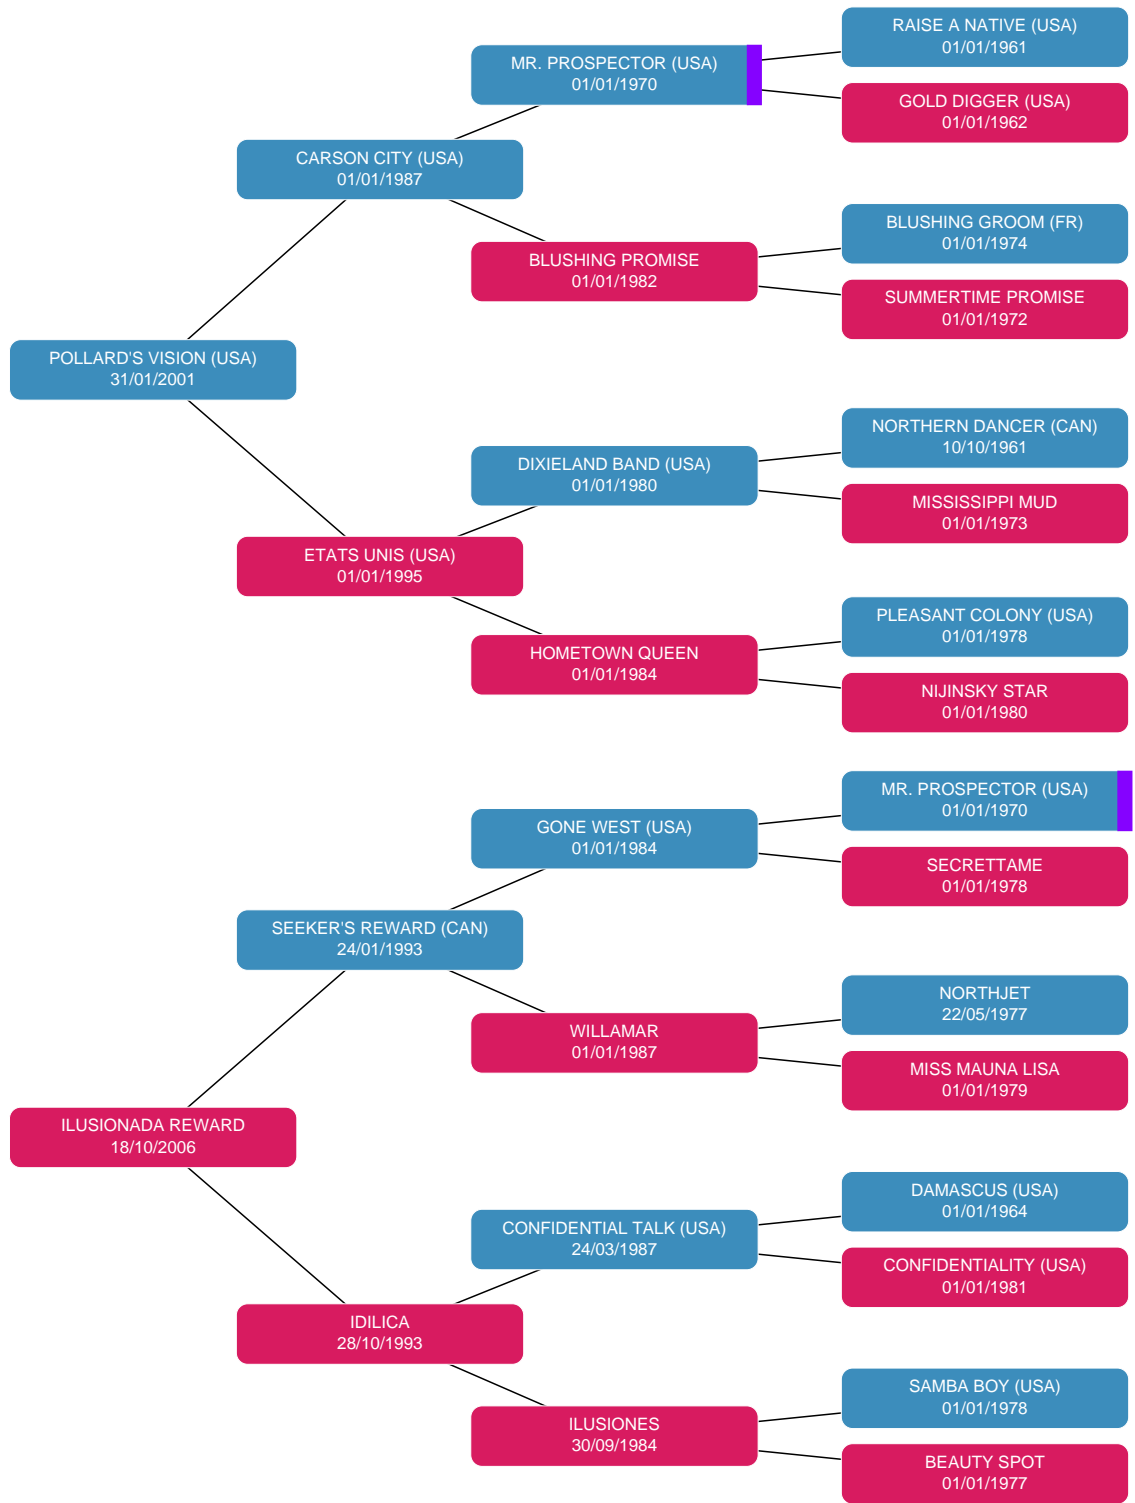 RAISE A NATIVE (USA)
01/01/1961
MR. PROSPECTOR (USA)
01/01/1970
GOLD DIGGER (USA)
01/01/1962
CARSON CITY (USA)
01/01/1987
BLUSHING GROOM (FR)
01/01/1974
BLUSHING PROMISE
01/01/1982
SUMMERTIME PROMISE
01/01/1972
POLLARD'S VISION (USA)
31/01/2001
NORTHERN DANCER (CAN)
10/10/1961
DIXIELAND BAND (USA)
01/01/1980
MISSISSIPPI MUD
01/01/1973
ETATS UNIS (USA)
01/01/1995
PLEASANT COLONY (USA)
01/01/1978
HOMETOWN QUEEN
01/01/1984
NIJINSKY STAR
01/01/1980
MR. PROSPECTOR (USA)
01/01/1970
GONE WEST (USA)
01/01/1984
SECRETTAME
01/01/1978
SEEKER'S REWARD (CAN)
24/01/1993
NORTHJET
22/05/1977
WILLAMAR
01/01/1987
MISS MAUNA LISA
01/01/1979
ILUSIONADA REWARD
18/10/2006
DAMASCUS (USA)
01/01/1964
CONFIDENTIAL TALK (USA)
24/03/1987
CONFIDENTIALITY (USA)
01/01/1981
IDILICA
28/10/1993
SAMBA BOY (USA)
01/01/1978
ILUSIONES
30/09/1984
BEAUTY SPOT
01/01/1977